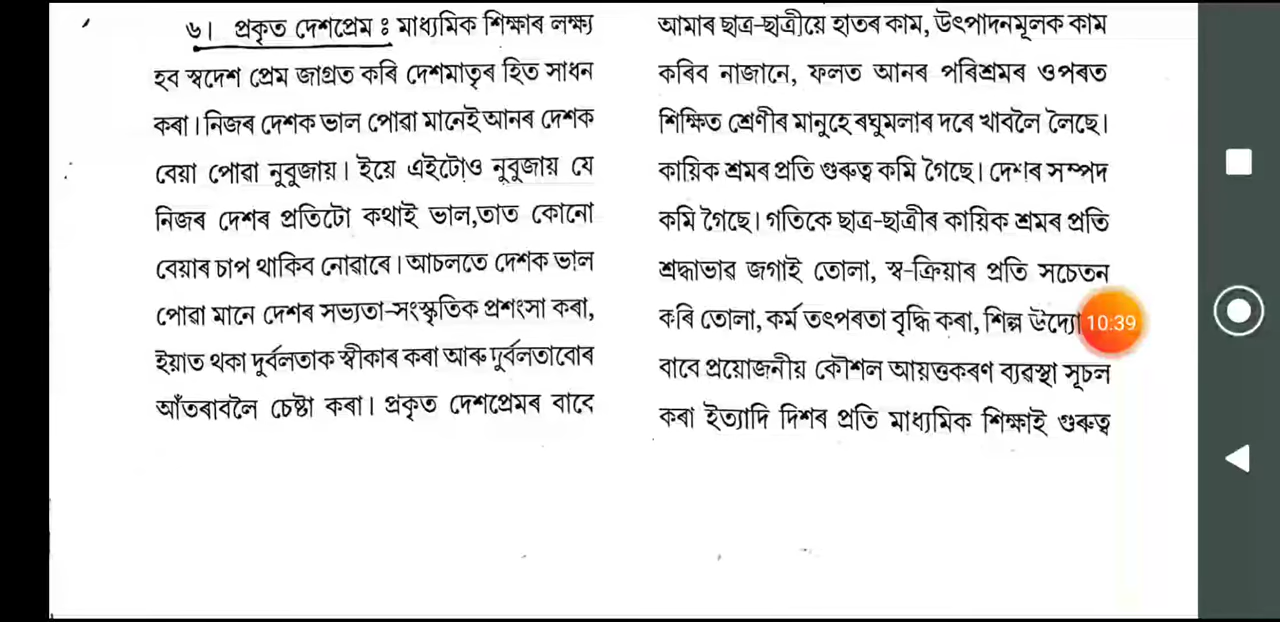 ৬। প্ৰকৃত দেশপ্ৰেম ঃ মাধ্যমিক শিক্ষাৰ লক্ষ্য
হব স্বদেশ প্ৰেম জাগ্ৰত কৰি দেশমাতৃৰ হিত সাধন
কৰা। নিজৰ দেশক ভাল পোৱা মানেই আনৰ দেশক
বেয়া পোৱা নুবুজায়। ইয়ে এইটোও নুবুজায় যে
নিজৰ দেশৰ প্ৰতিটো কথাই ভাল,তাত কোনো
বেয়াৰ চাপ থাকিব নোৱাৰে। আচলতে দেশক ভাল
পোৱা মানে দেশৰ সভ্যতা-সংস্কৃতিক প্ৰশংসা কৰা,
ইয়াত থকা দুৰ্বলতাক স্বীকাৰ কৰা আৰু দুৰ্বলতাবোৰ
আঁতৰাবলৈ চেষ্টা কৰা। প্ৰকৃত দেশপ্ৰেমৰ বাবে
আমাৰ ছাত্ৰ-ছাত্ৰীয়ে হাতৰ কাম, উৎপাদনমূলক কাম
কৰিব নাজানে, ফলত আনৰ পৰিশ্ৰমৰ ওপৰত
শিক্ষিত শ্ৰেণীৰ মানুহে ৰঘুমলাৰ দৰে খাবলৈ লৈছে।
কায়িক শ্ৰমৰ প্ৰতি গুৰুত্ব কমি গৈছে। দেশৰ সম্পদ
কমি গৈছে। গতিকে ছাত্ৰ-ছাত্ৰীৰ কায়িক শ্ৰমৰ প্ৰতি
শ্ৰদ্ধাভাৱ জগাই তোলা, স্ব-ক্ৰিয়াৰ প্ৰতি সচেতন
কৰি তোলা, কৰ্ম তৎপৰতা বৃদ্ধি কৰা, শিল্প 10:39
বাবে প্ৰয়োজনীয় কৌশল আয়ত্তকৰণ ব্যৱস্থা সূচল
কৰা ইত্যাদি দিশৰ প্ৰতি মাধ্যমিক শিক্ষাই গুৰুত্ব